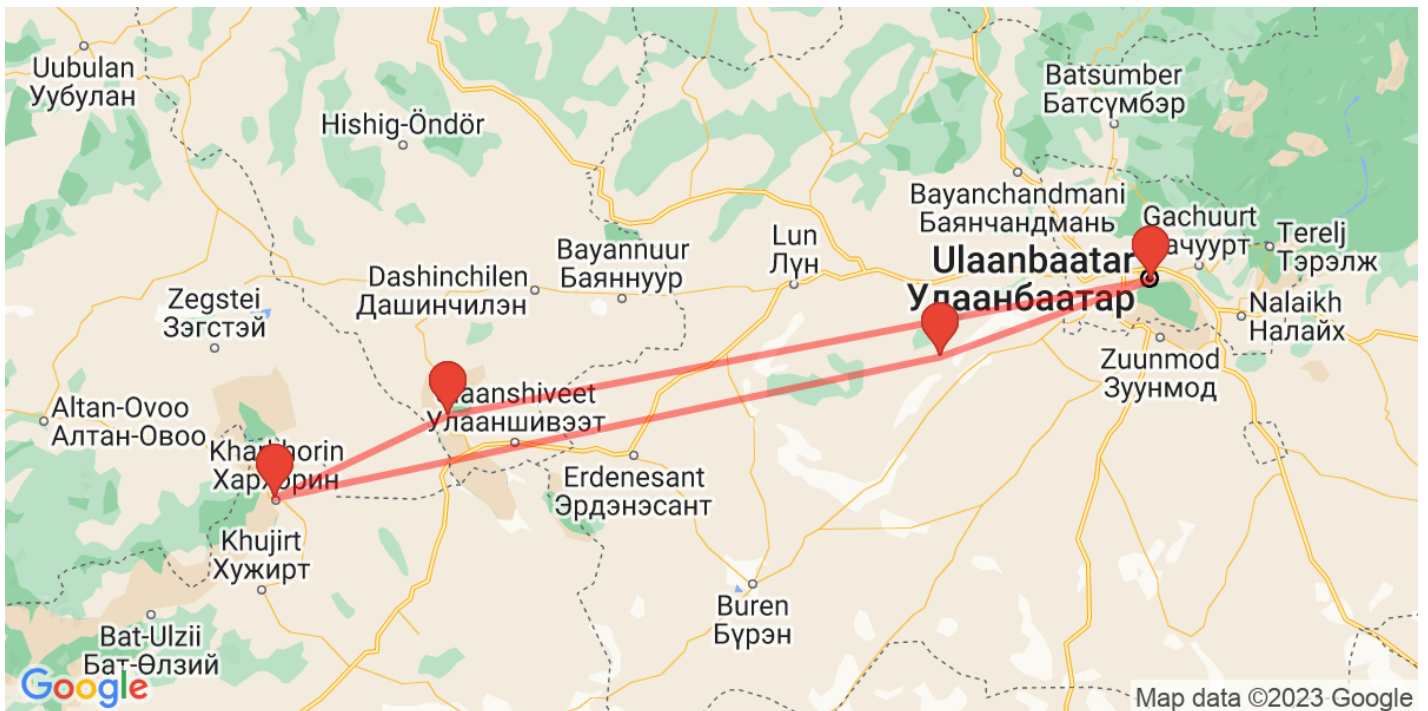 Uubulan
Уубулан
Hishig-Öndör
Batsumber
Батсүмбэр
Bayanchandmani
Баянчандмань
Gachuurt
Terelj
Тэрэлж
Lun
Лүн
Bayannuur
Баяннуур
Dashinchilen
Дашинчилэн
Ulaanbaatar
Улаанбаатар
Nalaikh
Налайх
Zegstei
Зэгстэй
Zuunmod
Зуунмод
Altan-Ovoo
Алтан-Овоо
Улааншивээт
Erdenesant
Эрдэнэсант
Khujirt
Хужирт
Buren
Бүрэн
Bat-Ulzii
Бат-Өлзий
Google
Map data ©2023 Google